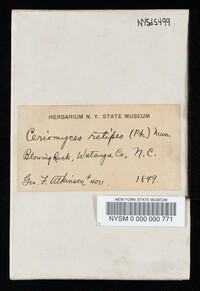 NYSf5499
HERBARIUM N. Y. STATE MUSEUM
Ceriomyces retipes (Pk.) Murr.
Blowing Rock, Watauga Co., N. C.
Geo. F. Atkinson, # 4011. 1899.
NEW YORK STATE MUSEUM
NYSM 0 000 000 771